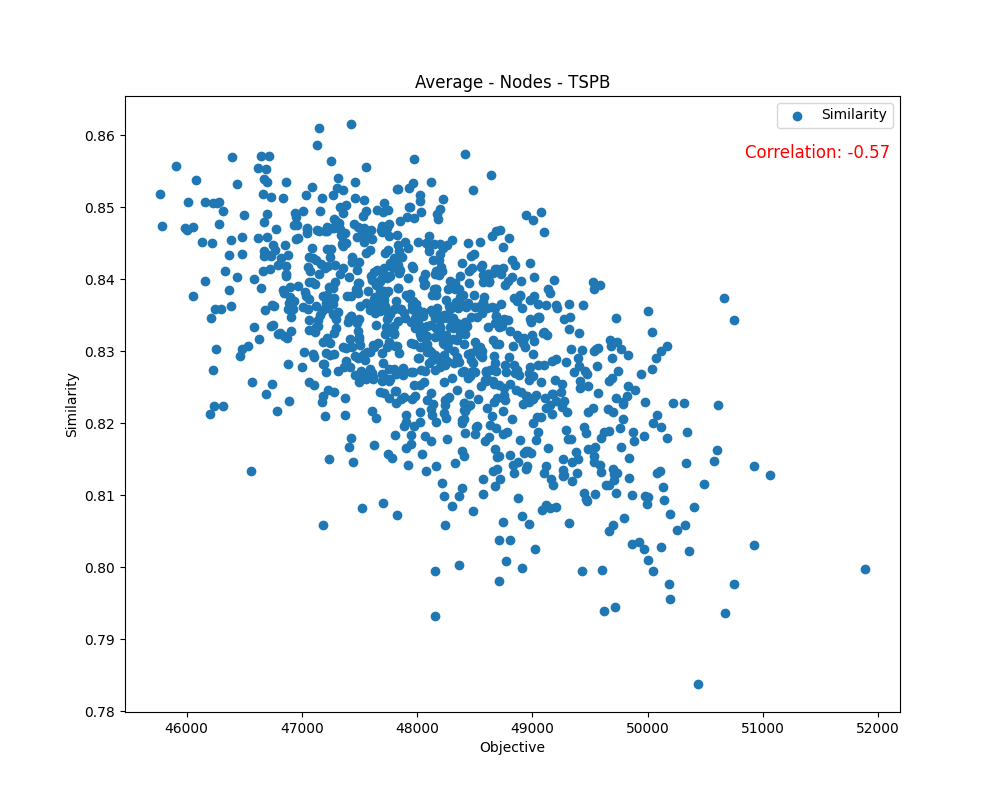 Average - Nodes - TSPB
Similarity
Correlation: -0.57
0.86
0.85
0.84
0.83
0.82
0.81
0.80
0.79
0.78
Similarity
46000 47000 48000 49000 50000 51000 52000
Objective